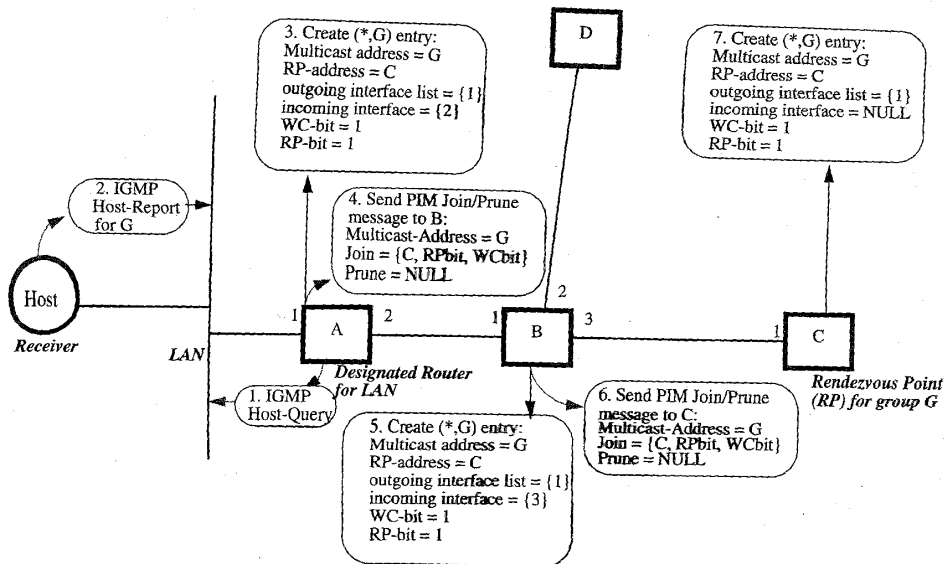 3. Create (*,G) entry:
Multicast address = G
RP-address = C
outgoing interface list = {1}
incoming interface = {2}
WC-bit = 1
RP-bit = 1
D
7. Create (*,G) entry:
Multicast address = G
RP-address = C
outgoing interface list = {1}
incoming interface = NULL
WC-bit = 1
RP-bit = 1
2. IGMP
Host-Report
for G
4. Send PIM Join/Prune
message to B:
Multicast-Address = G
Join = {C, RPbit, WCbit}
Prune = NULL
Host
Receiver
LAN
1
A
2
Designated Router
for LAN
1
B
2
3
1
C
Rendezvous Point
(RP) for group G
1. IGMP
Host-Query
5. Create (*,G) entry:
Multicast address = G
RP-address = C
outgoing interface list = {1}
incoming interface = {3}
WC-bit = 1
RP-bit = 1
6. Send PIM Join/Prune
message to C:
Multicast-Address = G
Join = {C, RPbit, WCbit}
Prune = NULL